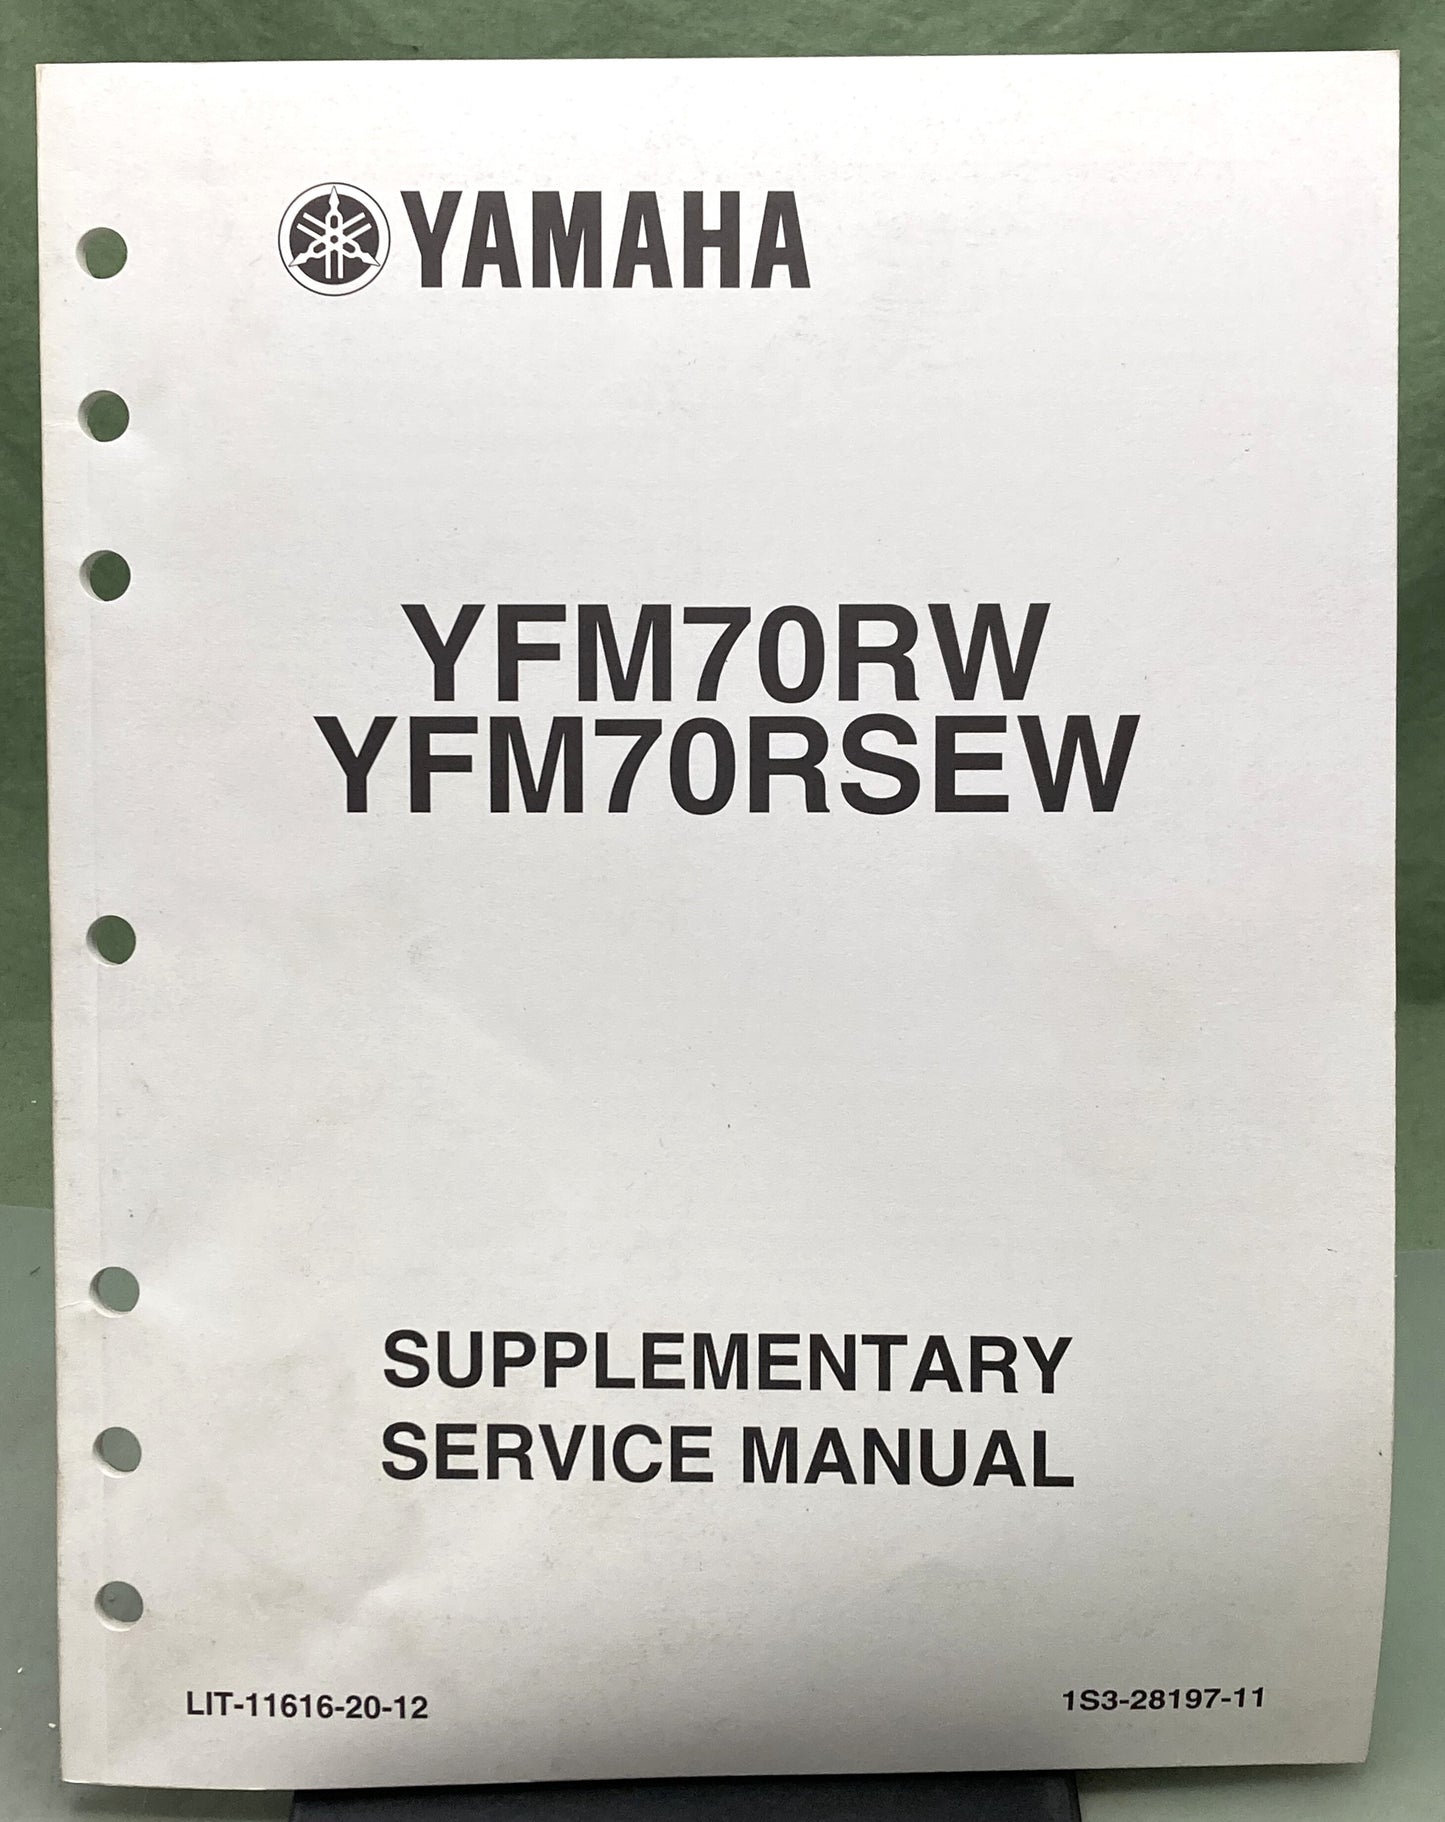 YAMAHA
YFM70RW
YFM70RSEW
SUPPLEMENTARY
SERVICE MANUAL
LIT-11616-20-12
1S3-28197-11